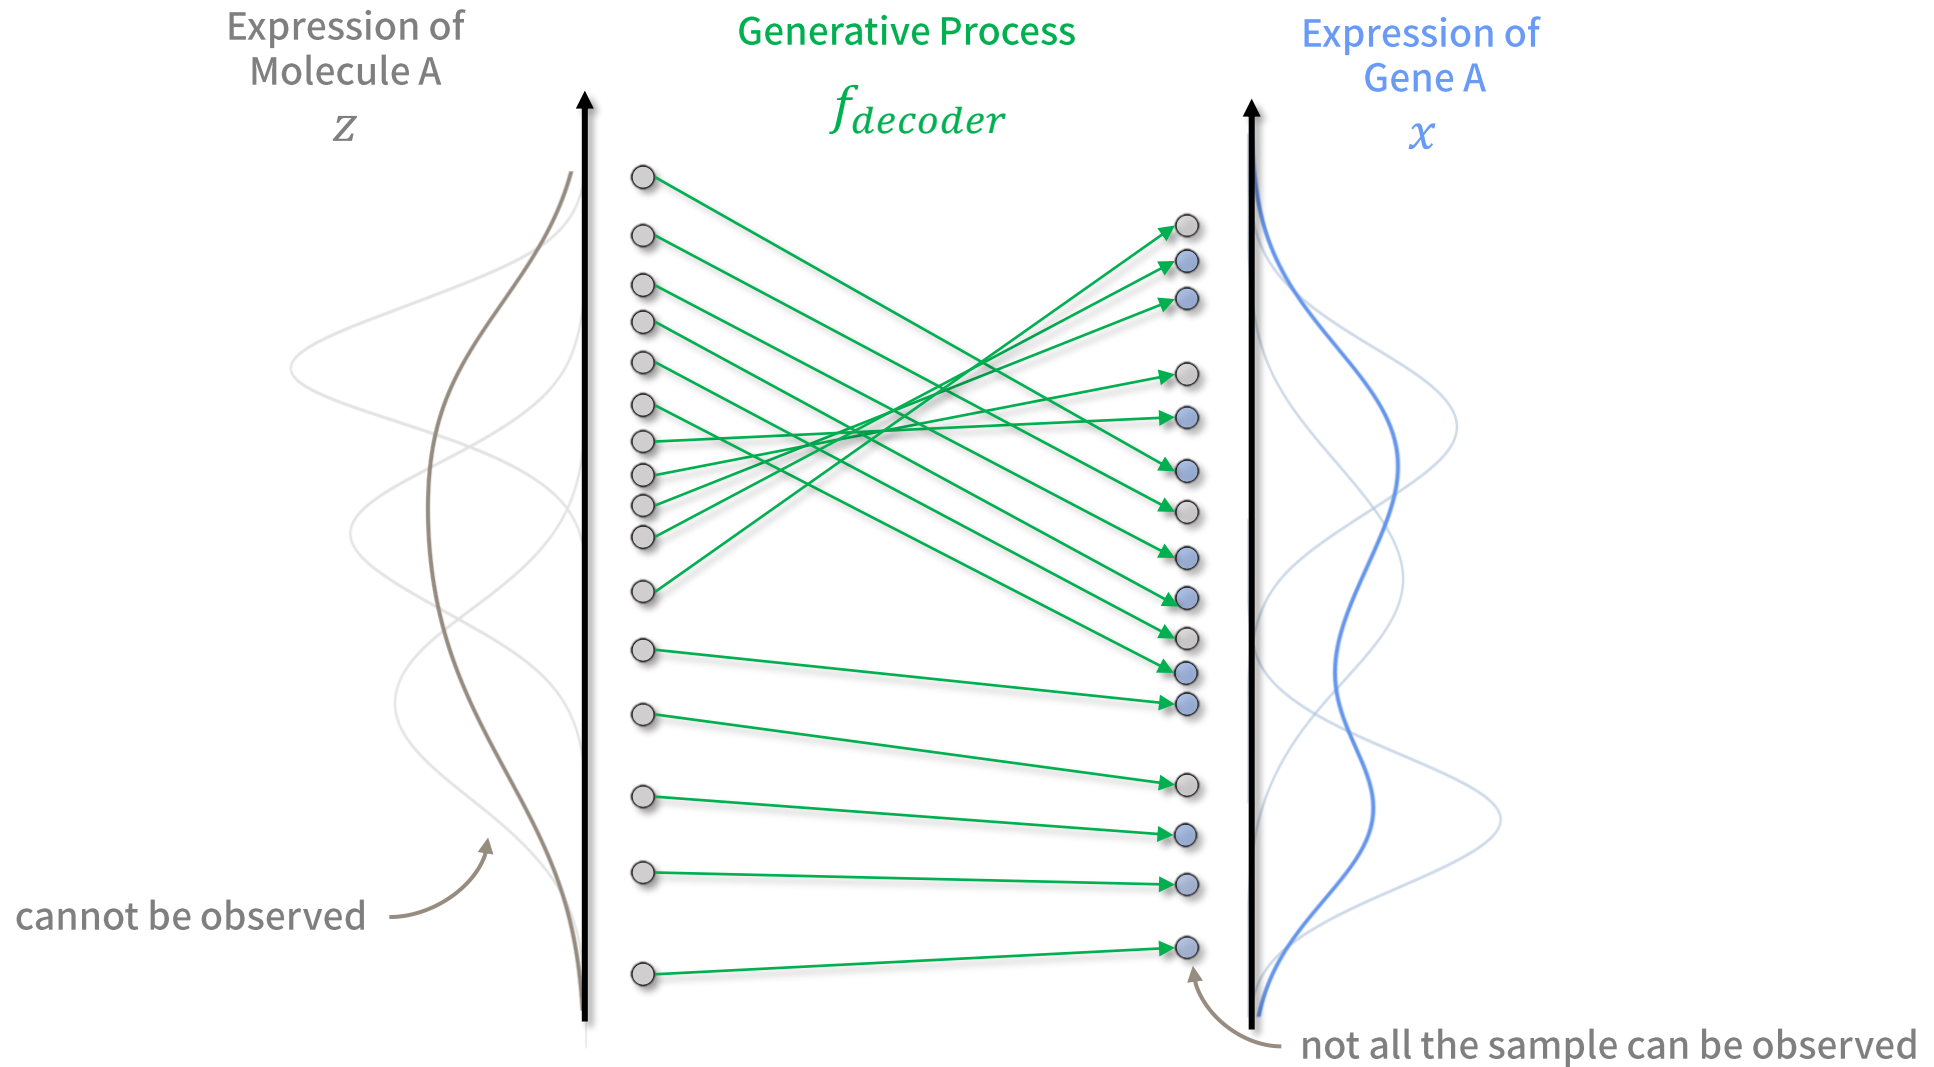 Expression of
Molecule A
z
Generative Process
f_decoder
Expression of
Gene A
x
cannot be observed
not all the sample can be observed